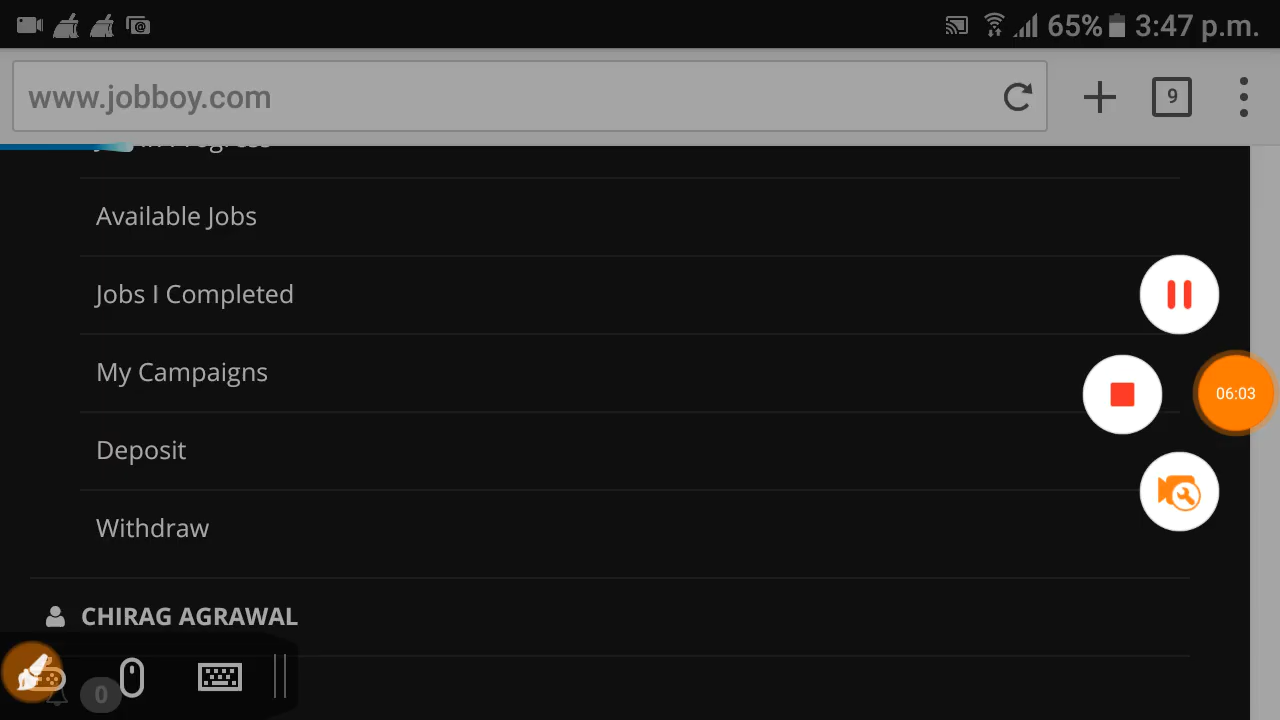 65% 3:47 p.m.
www.jobboy.com
9
Available Jobs
Jobs I Completed
My Campaigns
06:03
Deposit
Withdraw
CHIRAG AGRAWAL
0